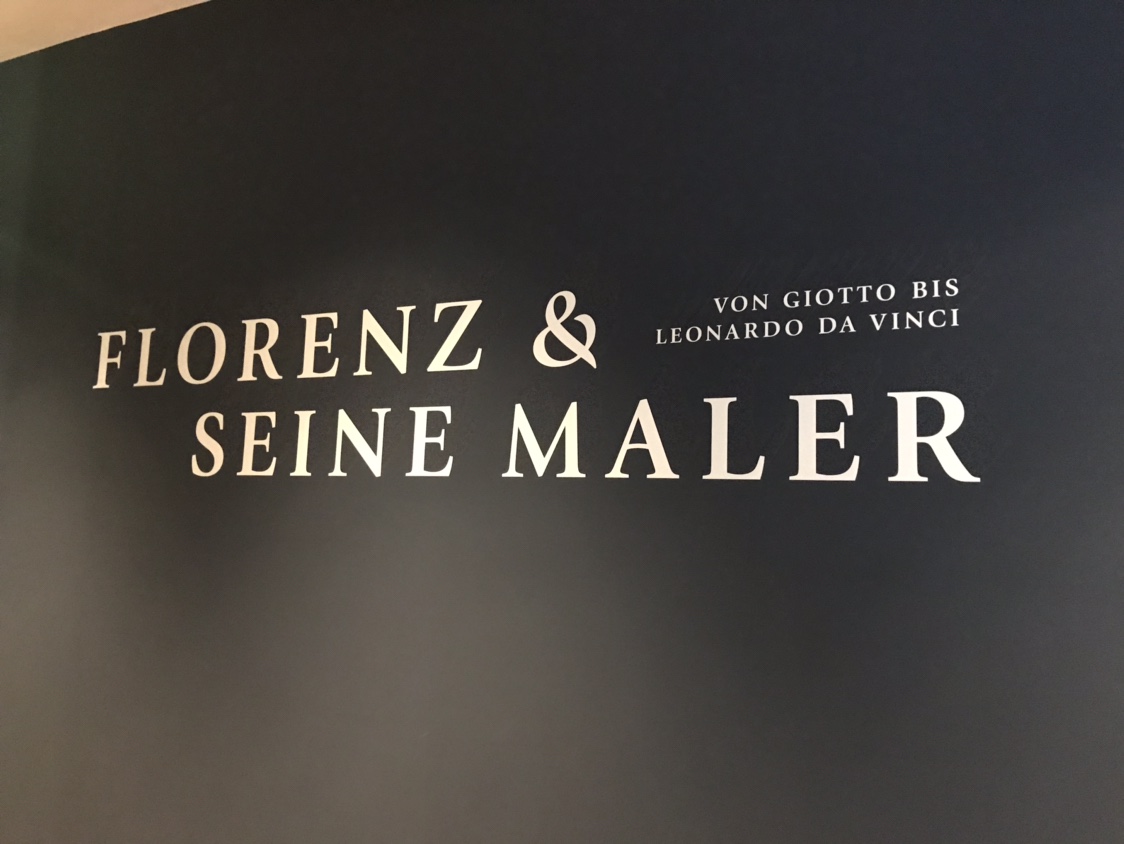 FLORENZ &
VON GIOTTO BIS
LEONARDO DA VINCI
SEINE MALER